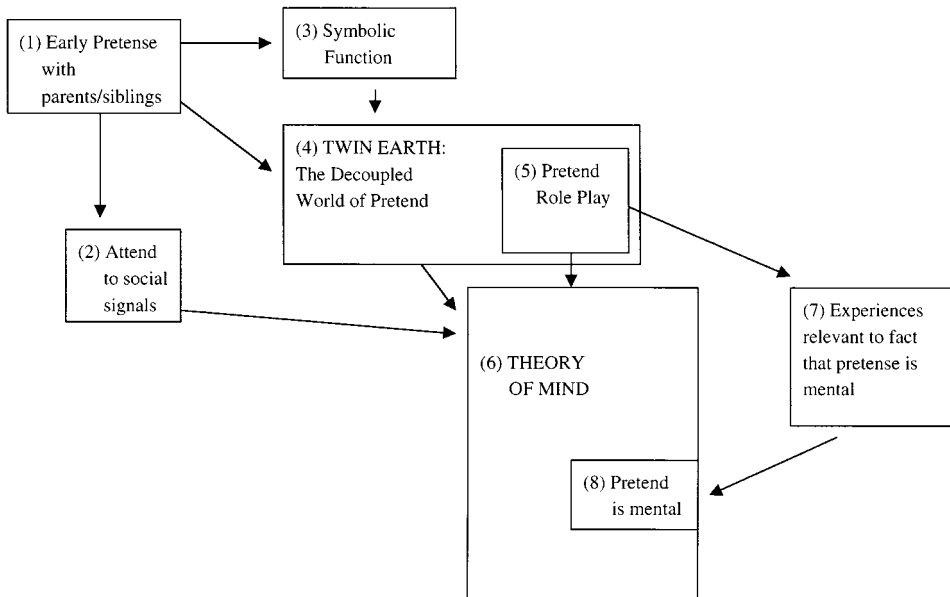 (1) Early Pretense
with
parents/siblings
(3) Symbolic
Function
(4) TWIN EARTH:
The Decoupled
World of Pretend
(5) Pretend
Role Play
(2) Attend
to social
signals
(6) THEORY
OF MIND
(7) Experiences
relevant to fact
that pretense is
mental
(8) Pretend
is mental